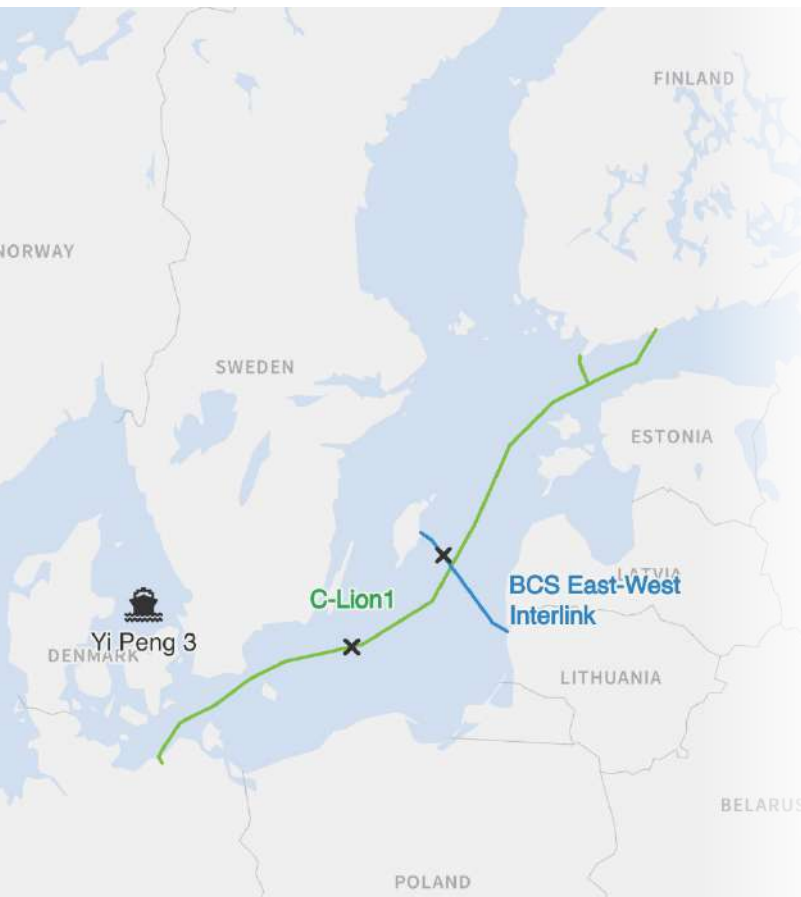 FINLAND
NORWAY
SWEDEN
ESTONIA
LATVIA
BCS East-West
Interlink
C-Lion1
Yi Peng 3
DENMARK
LITHUANIA
BELARUS
POLAND